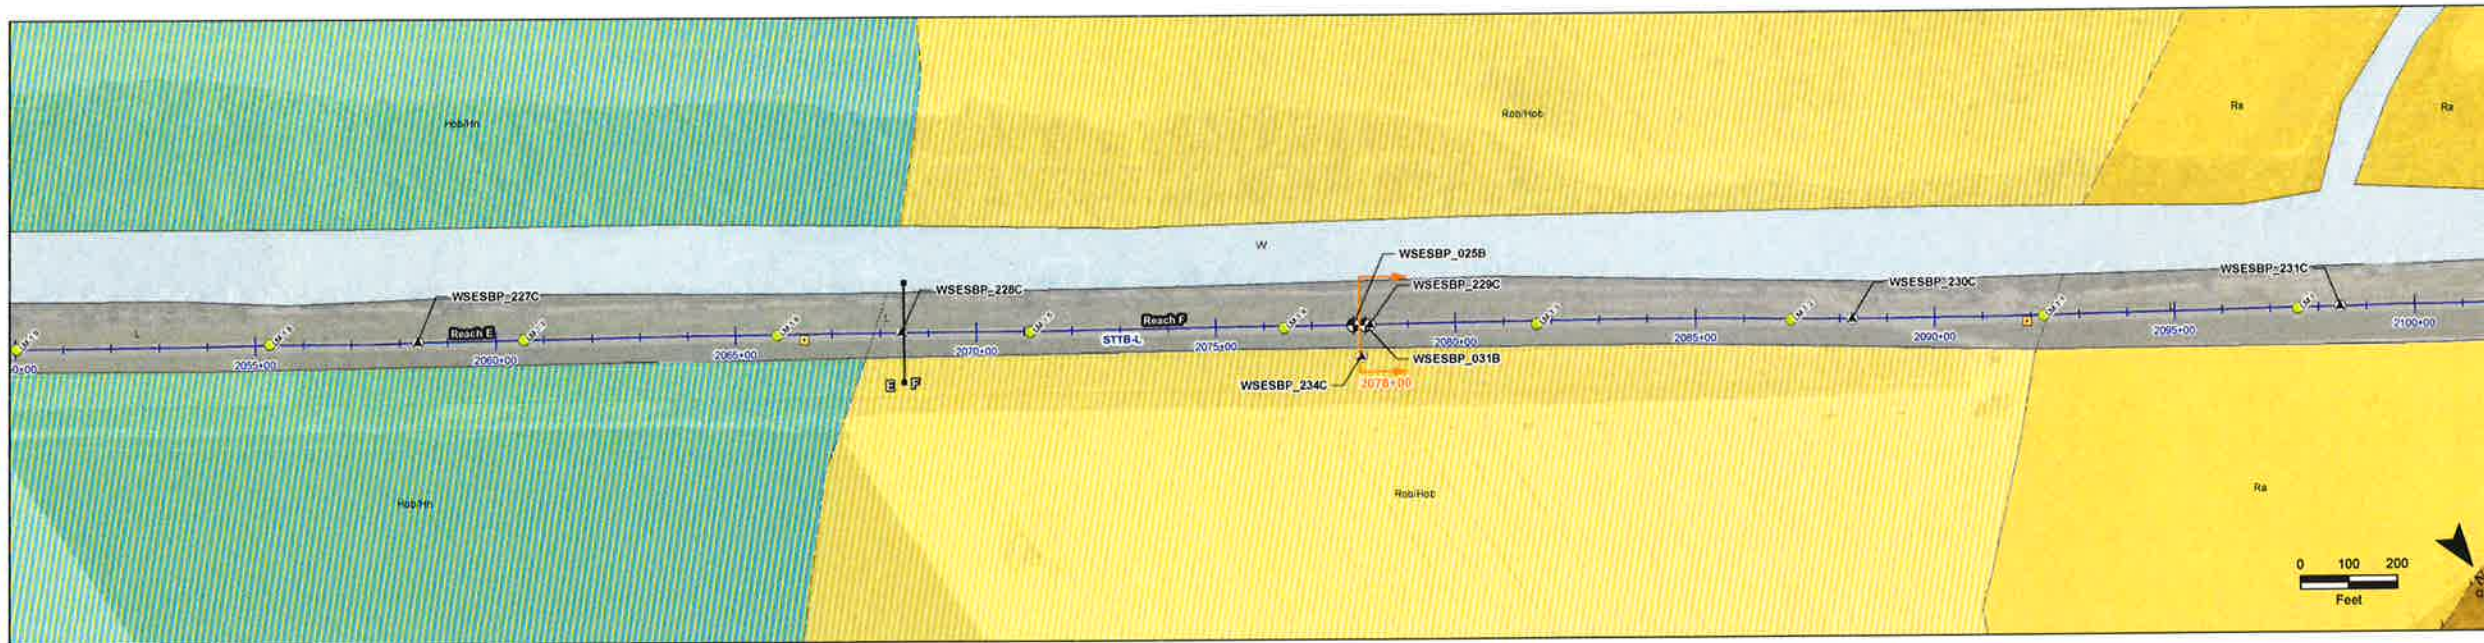 Hob/Hn
Rob/Hob
Ra
Ra
W
WSESBP_025B
WSESBP_227C
WSESBP_228C
WSESBP_229C
WSESBP_230C
WSESBP_231C
L
L
Reach E
Reach F
STTB-L
0+00
2055+00
2060+00
2065+00
2070+00
2075+00
2080+00
2085+00
2090+00
2095+00
2100+00
WSESBP_031B
WSESBP_234C
2078+00
E F
Hob/Hn
Rob/Hob
Ra
0 100 200
Feet